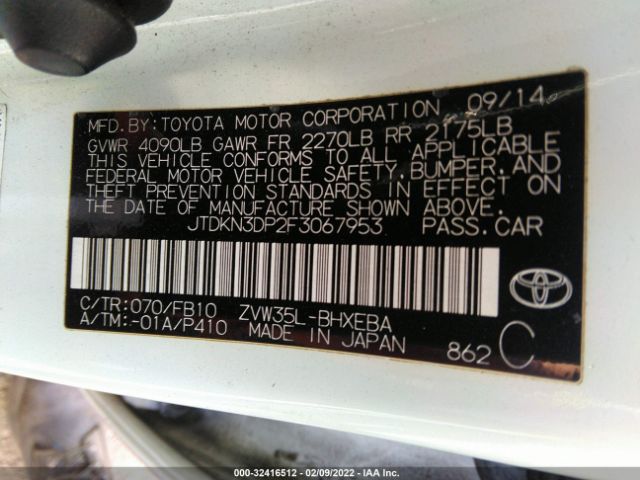 MFD. BY: TOYOTA MOTOR CORPORATION 09/14
GVWR 4090LB GAWR FR 2270LB RR 2175LB
THIS VEHICLE CONFORMS TO ALL APPLICABLE
FEDERAL MOTOR VEHICLE SAFETY, BUMPER, AND
THEFT PREVENTION STANDARDS IN EFFECT ON
THE DATE OF MANUFACTURE SHOWN ABOVE.
JTDKN3DP2F3067953 PASS. CAR
C/TR: 070/FB10 ZVW35L-BHXEBA
A/TM: -01A/P410 MADE IN JAPAN 862 C
000-32416512 - 02/09/2022 - IAA Inc.